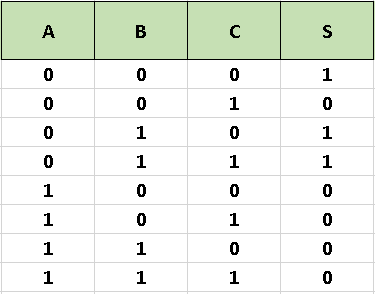 A B C S
0 0 0 1
0 0 1 0
0 1 0 1
0 1 1 1
1 0 0 0
1 0 1 0
1 1 0 0
1 1 1 0